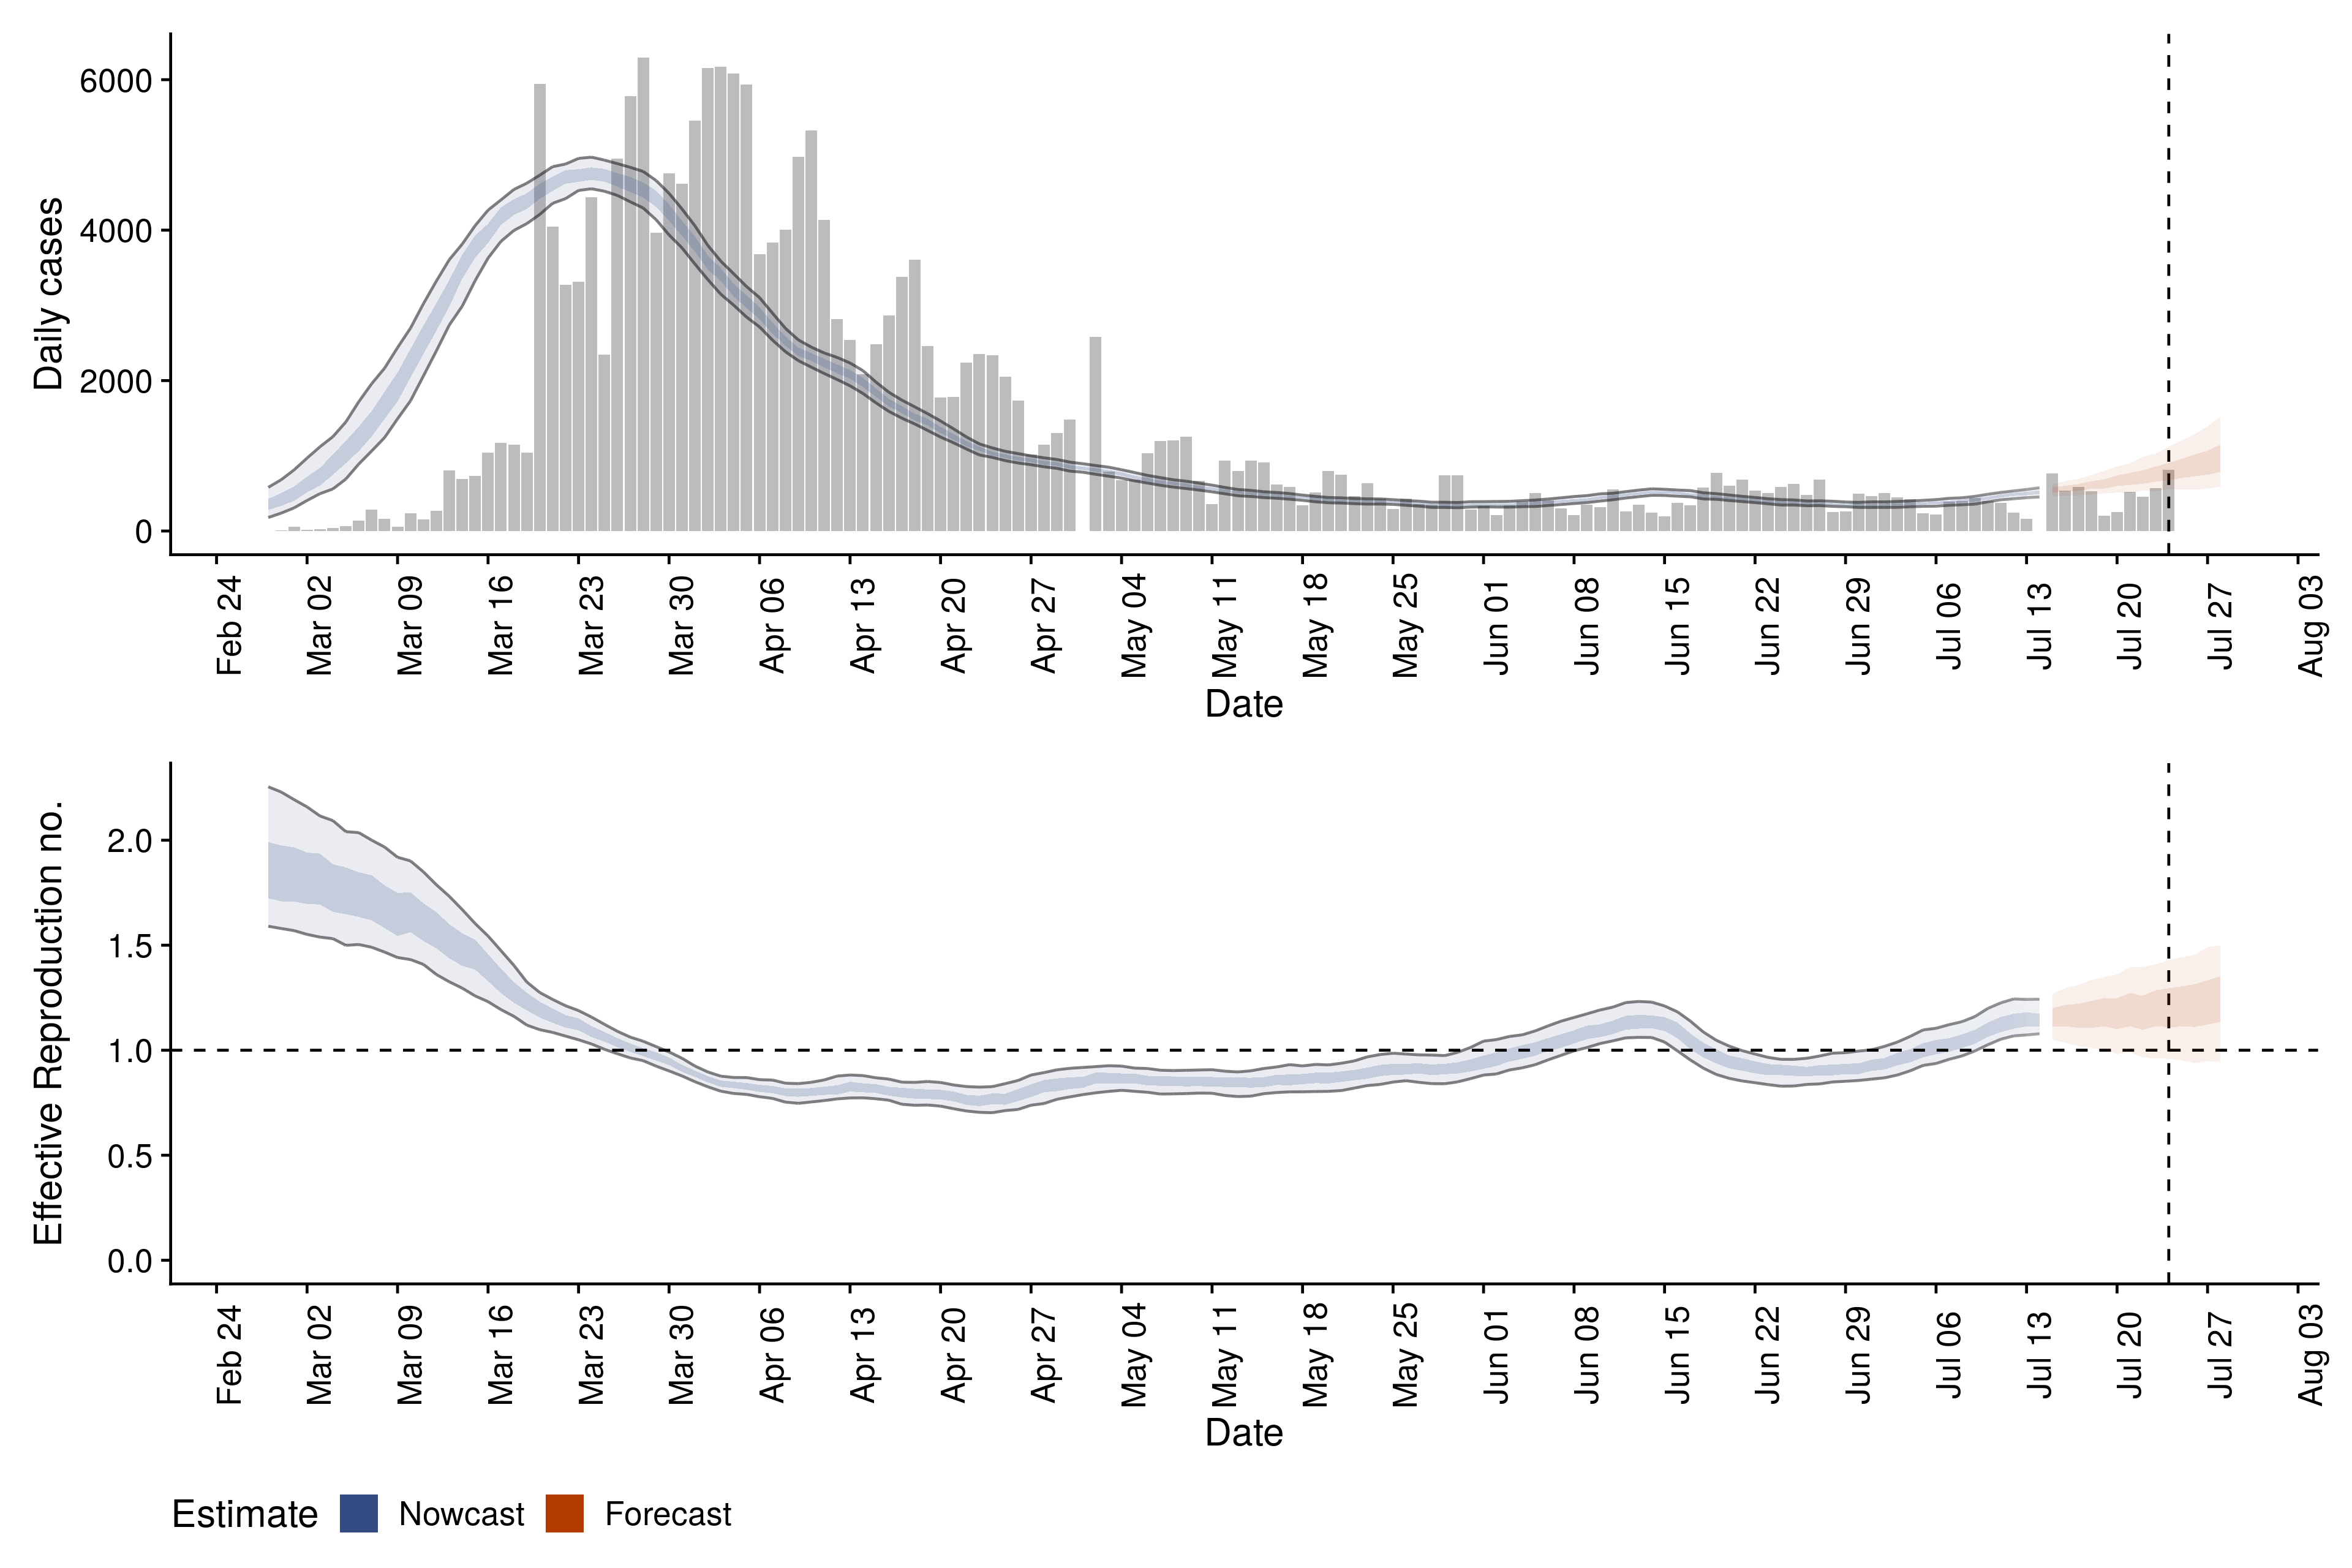 Daily cases
6000
4000
2000
0
Feb 24
Mar 02
Mar 09
Mar 16
Mar 23
Mar 30
Apr 06
Apr 13
Apr 20
Apr 27
May 04
May 11
May 18
May 25
Jun 01
Jun 08
Jun 15
Jun 22
Jun 29
Jul 06
Jul 13
Jul 20
Jul 27
Aug 03
Date
Effective Reproduction no.
2.0
1.5
1.0
0.5
0.0
Feb 24
Mar 02
Mar 09
Mar 16
Mar 23
Mar 30
Apr 06
Apr 13
Apr 20
Apr 27
May 04
May 11
May 18
May 25
Jun 01
Jun 08
Jun 15
Jun 22
Jun 29
Jul 06
Jul 13
Jul 20
Jul 27
Aug 03
Date
Estimate Nowcast Forecast